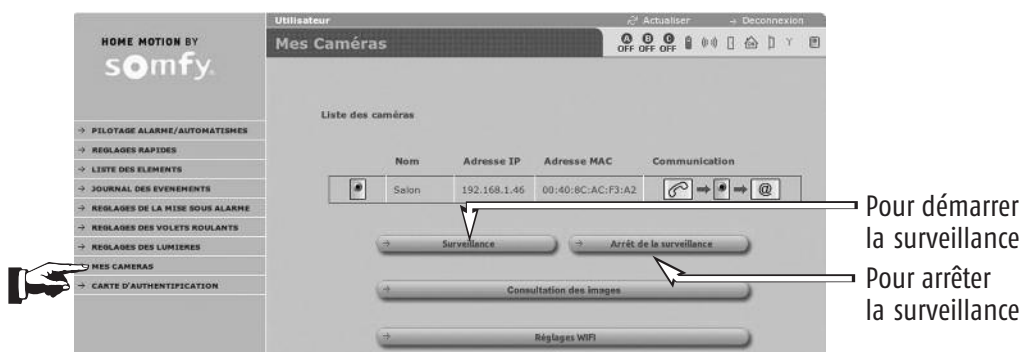 Utilisateur
Actualiser → Deconnexion
HOME MOTION BY
somfy.
Mes Caméras
A B C
OFF OFF OFF
Liste des caméras
→ PILOTAGE ALARME/AUTOMATISMES
→ REGLAGES RAPIDES
→ LISTE DES ELEMENTS
→ JOURNAL DES EVENEMENTS
→ REGLAGES DE LA MISE SOUS ALARME
→ REGLAGES DES VOLETS ROULANTS
→ REGLAGES DES LUMIERES
MES CAMERAS
→ CARTE D'AUTHENTIFICATION
Nom Adresse IP Adresse MAC Communication
Salon 192.168.1.46 00:40:8C:AC:F3:A2 → → @
→ Surveillance → Arrêt de la surveillance
→ Consultation des images
→ Réglages WIFI
Pour démarrer
la surveillance
Pour arrêter
la surveillance